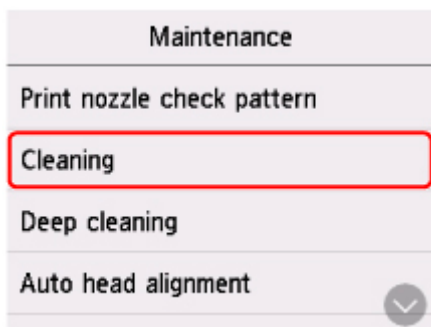 Maintenance
Print nozzle check pattern
Cleaning
Deep cleaning
Auto head alignment